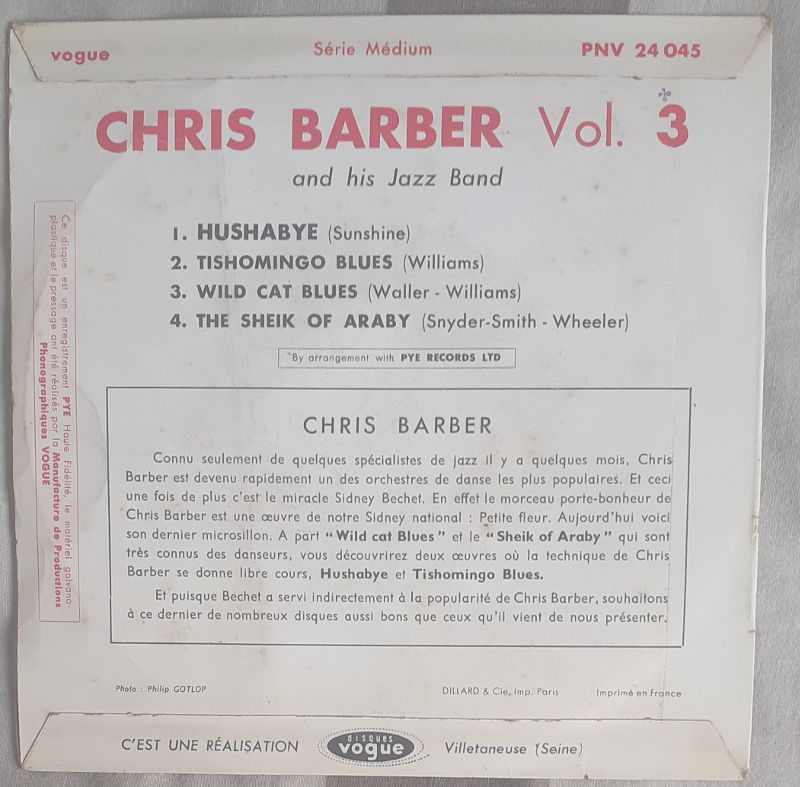 vogue Série Médium PNV 24 045
CHRIS BARBER Vol. 3
and his Jazz Band
1. HUSHABYE (Sunshine)
2. TISHOMINGO BLUES (Williams)
3. WILD CAT BLUES (Waller - Williams)
4. THE SHEIK OF ARABY (Snyder-Smith - Wheeler)
By arrangement with PYE RECORDS LTD
Ce disque est un enregistrement PYE Haute Fidélité, le matériel galvano
plastique et le pressage ont été réalisés par la Manufacture de Productions
Phonographiques VOGUE
CHRIS BARBER
Connu seulement de quelques spécialistes de jazz il y a quelques mois, Chris
Barber est devenu rapidement un des orchestres de danse les plus populaires. Et ceci
une fois de plus c'est le miracle Sidney Bechet. En effet le morceau porte-bonheur de
Chris Barber est une œuvre de notre Sidney national : Petite fleur. Aujourd'hui voici
son dernier microsillon. A part "Wild cat Blues" et le "Sheik of Araby" qui sont
très connus des danseurs, vous découvrirez deux œuvres où la technique de Chris
Barber se donne libre cours, Hushabye et Tishomingo Blues.
Et puisque Bechet a servi indirectement à la popularité de Chris Barber, souhaitons
à ce dernier de nombreux disques aussi bons que ceux qu'il vient de nous présenter.
Photo : Philip GOTLOP DILLARD & Cie, Imp. Paris Imprimé en France
C'EST UNE RÉALISATION disques vogue Villetaneuse (Seine)